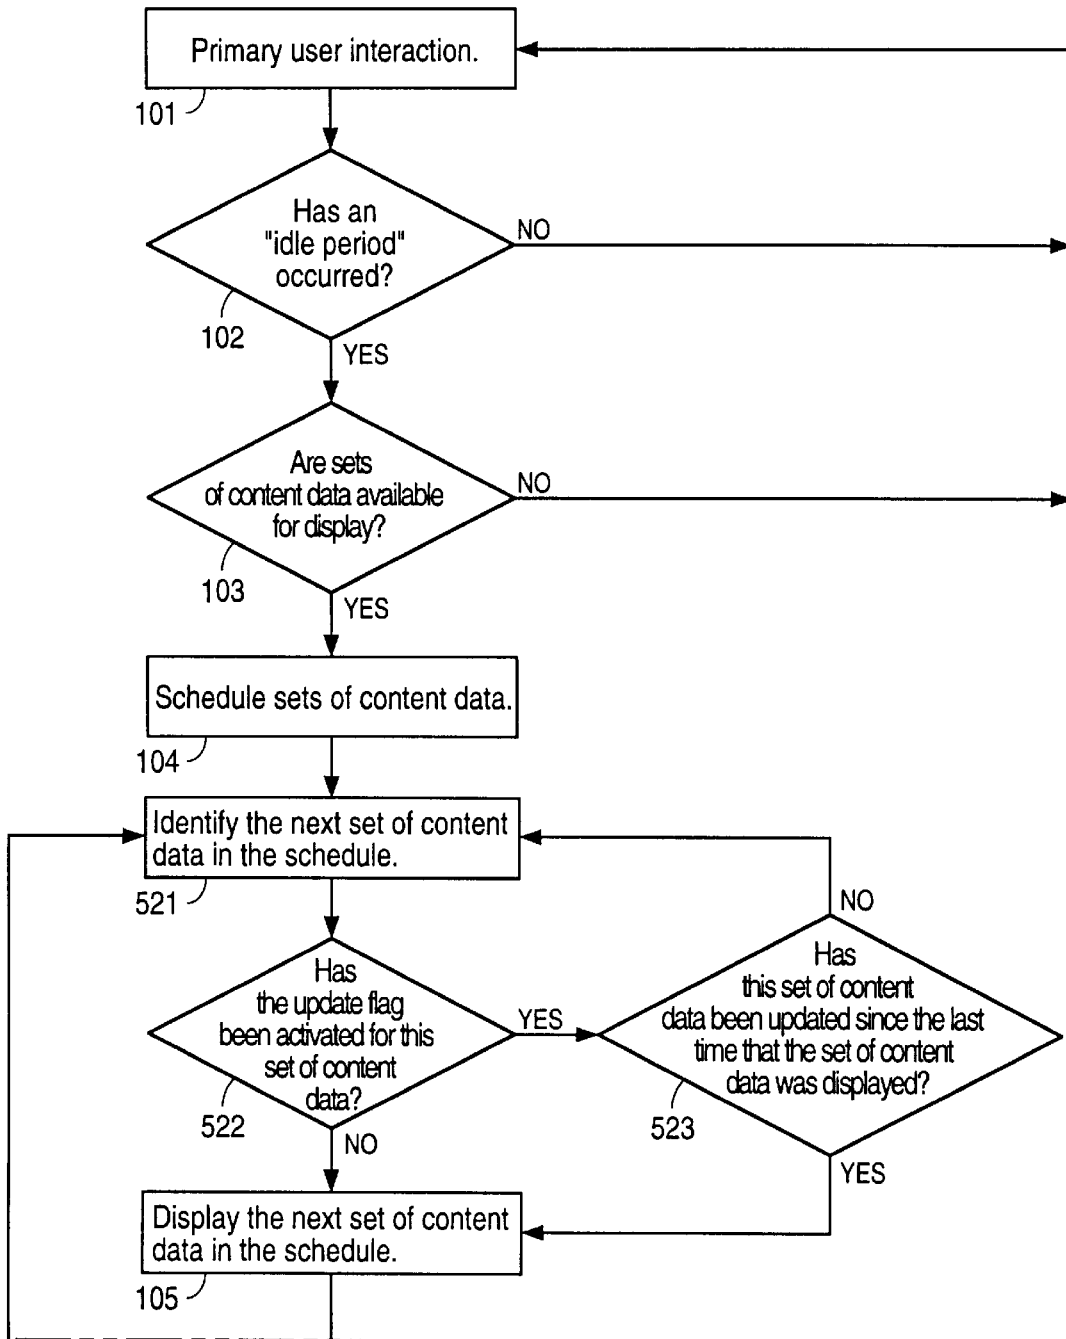 Primary user interaction.
101
Has an
"idle period"
occurred?
NO
102
YES
Are sets
of content data available
for display?
NO
103
YES
Schedule sets of content data.
104
Identify the next set of content
data in the schedule.
521
NO
Has
the update flag
been activated for this
set of content
data?
YES
522
NO
Has
this set of content
data been updated since the last
time that the set of content
data was displayed?
523
YES
Display the next set of content
data in the schedule.
105